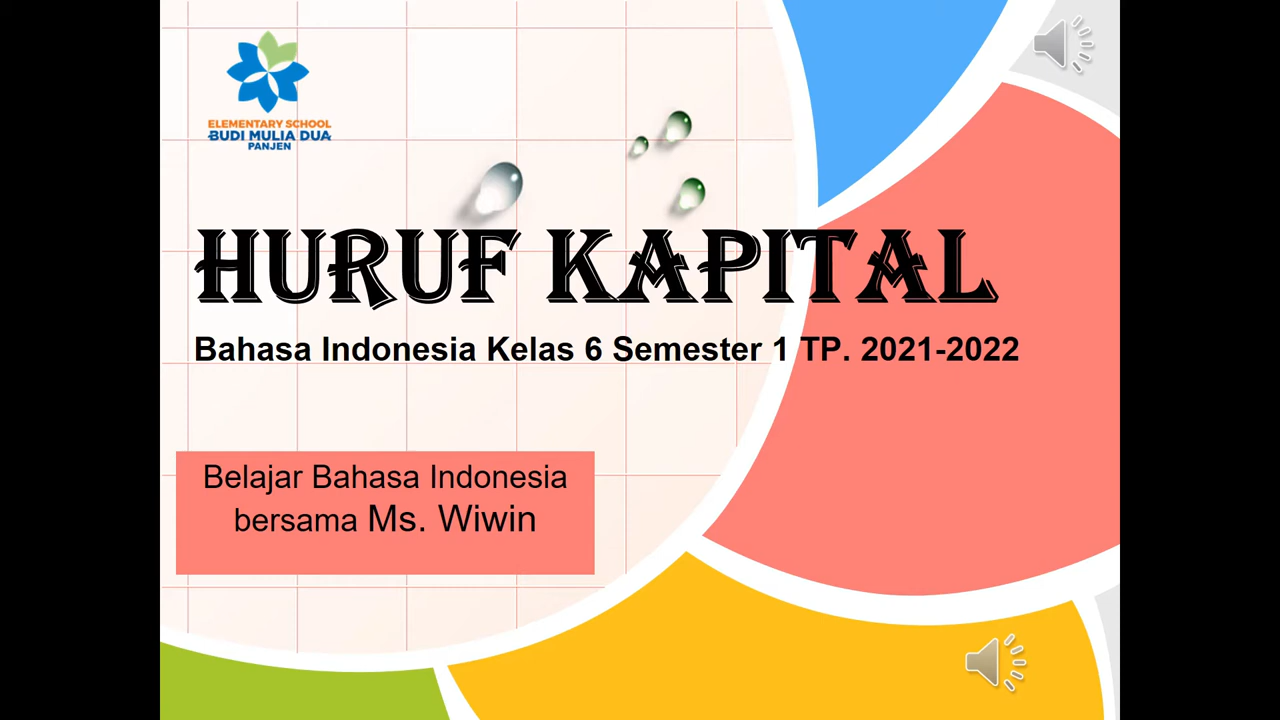 ELEMENTARY SCHOOL
BUDI MULIA DUA
PANJEN
HURUF KAPITAL
Bahasa Indonesia Kelas 6 Semester 1 TP. 2021-2022
Belajar Bahasa Indonesia
bersama Ms. Wiwin